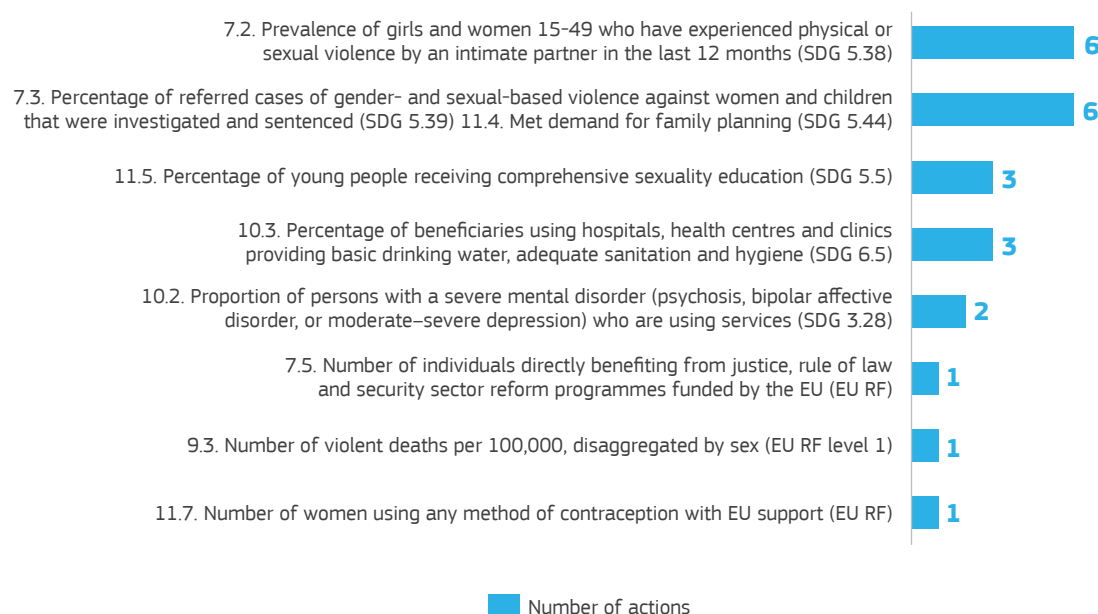 7.2. Prevalence of girls and women 15-49 who have experienced physical or
sexual violence by an intimate partner in the last 12 months (SDG 5.38)
6
7.3. Percentage of referred cases of gender- and sexual-based violence against women and children
that were investigated and sentenced (SDG 5.39) 11.4. Met demand for family planning (SDG 5.44)
6
11.5. Percentage of young people receiving comprehensive sexuality education (SDG 5.5)
3
10.3. Percentage of beneficiaries using hospitals, health centres and clinics
providing basic drinking water, adequate sanitation and hygiene (SDG 6.5)
3
10.2. Proportion of persons with a severe mental disorder (psychosis, bipolar affective
disorder, or moderate–severe depression) who are using services (SDG 3.28)
2
7.5. Number of individuals directly benefiting from justice, rule of law
and security sector reform programmes funded by the EU (EU RF)
1
9.3. Number of violent deaths per 100,000, disaggregated by sex (EU RF level 1)
1
11.7. Number of women using any method of contraception with EU support (EU RF)
1
Number of actions